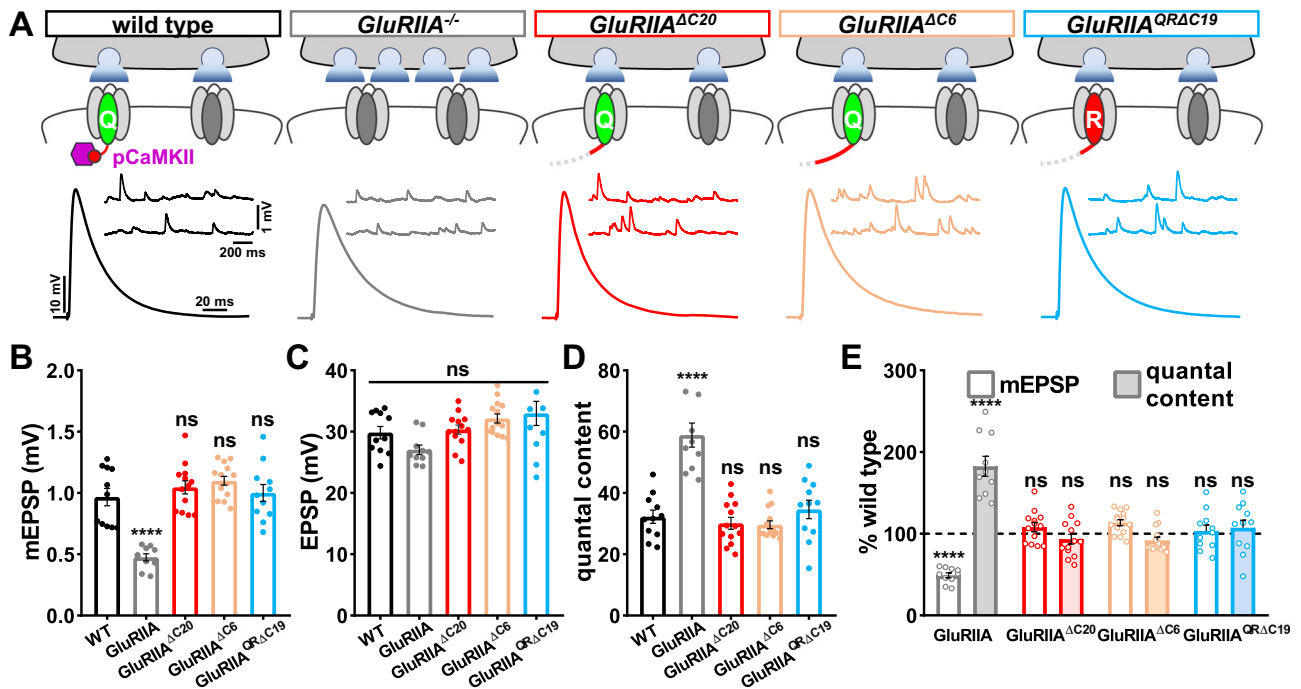 A
wild type
GluRIIA-/-
GluRIIAΔC20
GluRIIAΔC6
GluRIIAQRΔC19
Q
Q
Q
R
pCaMKII
1mV
200 ms
10 mV
20 ms
B
mEPSP (mV)
2.0
1.5
1.0
0.5
0.0
****
ns
ns
ns
WT
GluRIIA
GluRIIAΔC20
GluRIIAΔC6
GluRIIAQRΔC19
C
EPSP (mV)
40
30
20
10
0
ns
WT
GluRIIA
GluRIIAΔC20
GluRIIAΔC6
GluRIIAQRΔC19
D
quantal content
80
60
40
20
0
****
ns
ns
ns
WT
GluRIIA
GluRIIAΔC20
GluRIIAΔC6
GluRIIAQRΔC19
E
% wild type
300
200
100
0
mEPSP
quantal
content
****
****
ns
ns
ns
ns
ns
ns
GluRIIA
GluRIIAΔC20
GluRIIAΔC6
GluRIIAQRΔC19